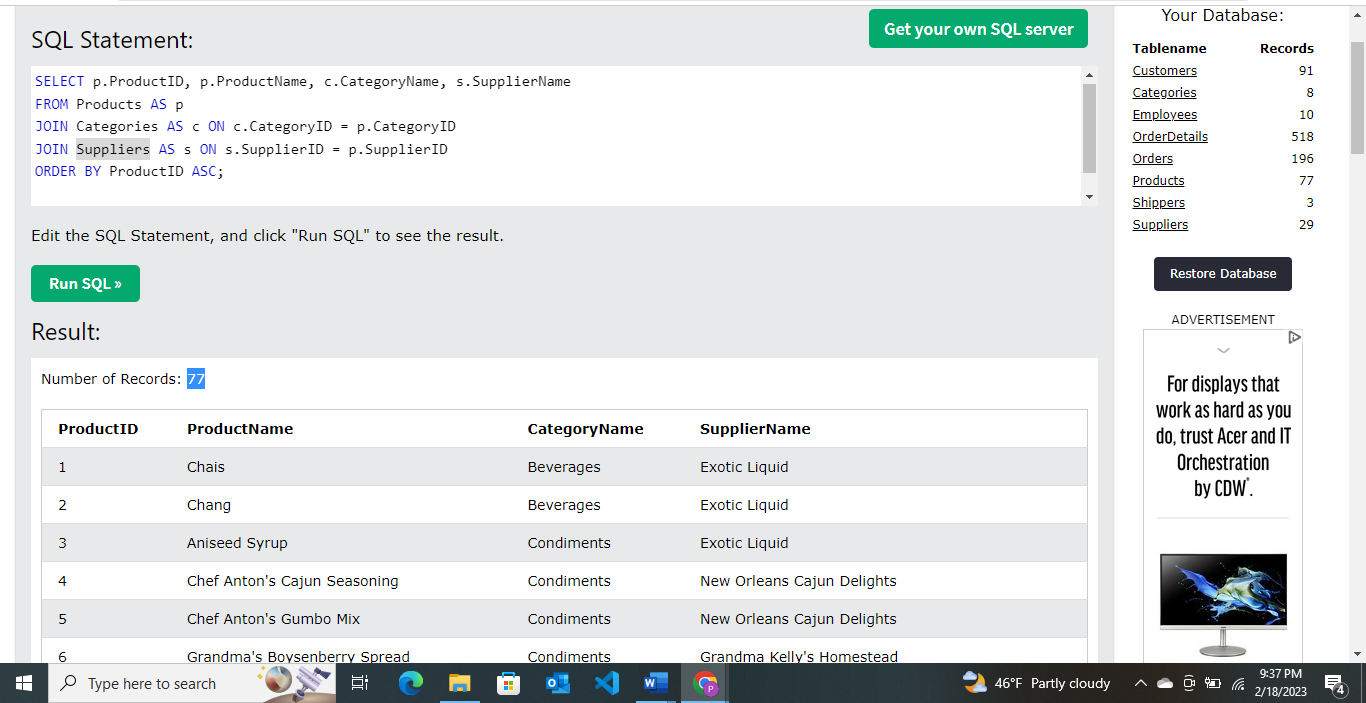 SQL Statement:
Get your own SQL server
SELECT p.ProductID, p.ProductName, c.CategoryName, s.SupplierName
FROM Products AS p
JOIN Categories AS c ON c.CategoryID = p.CategoryID
JOIN Suppliers AS s ON s.SupplierID = p.SupplierID
ORDER BY ProductID ASC;
Edit the SQL Statement, and click "Run SQL" to see the result.
Run SQL »
Result:
Number of Records: 77
ProductID ProductName CategoryName SupplierName
1 Chais Beverages Exotic Liquid
2 Chang Beverages Exotic Liquid
3 Aniseed Syrup Condiments Exotic Liquid
4 Chef Anton's Cajun Seasoning Condiments New Orleans Cajun Delights
5 Chef Anton's Gumbo Mix Condiments New Orleans Cajun Delights
6 Grandma's Boysenberry Spread Condiments Grandma Kelly's Homestead
Your Database:
Tablename Records
Customers 91
Categories 8
Employees 10
OrderDetails 518
Orders 196
Products 77
Shippers 3
Suppliers 29
Restore Database
ADVERTISEMENT
For displays that
work as hard as you
do, trust Acer and IT
Orchestration
by CDW®.
Type here to search
46°F Partly cloudy
9:37 PM
2/18/2023
4